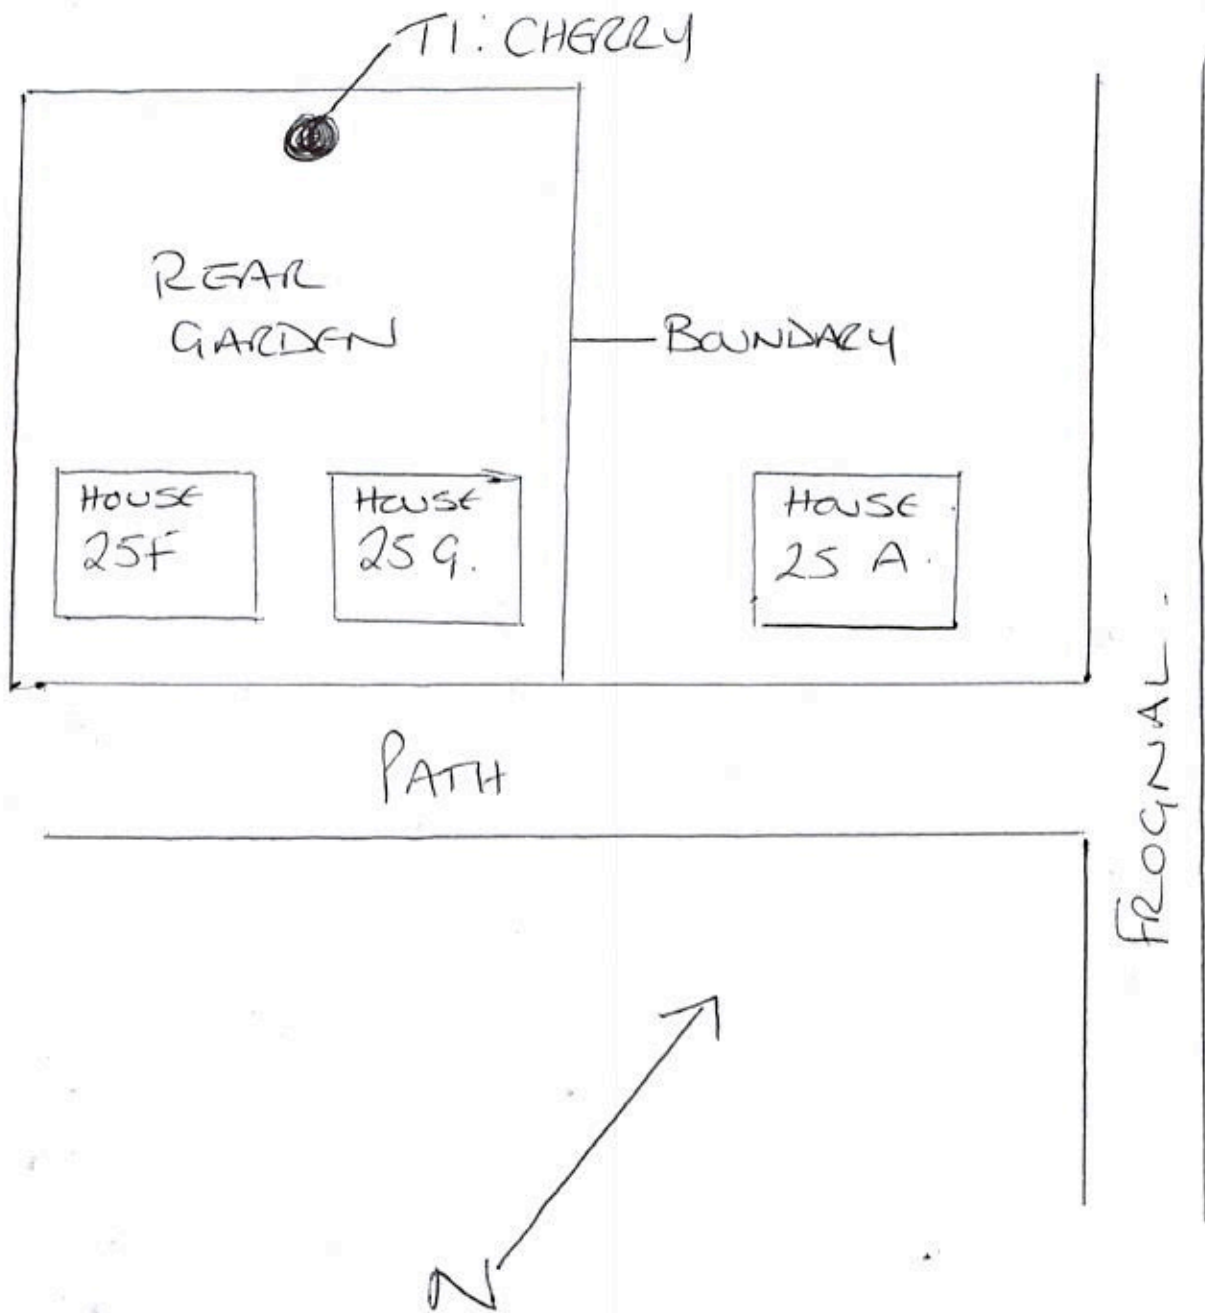 T1: CHERRY
REAR
GARDEN
BOUNDARY
HOUSE
25F
HOUSE
25 G.
HOUSE
25 A.
PATH
FROGNAL.
N